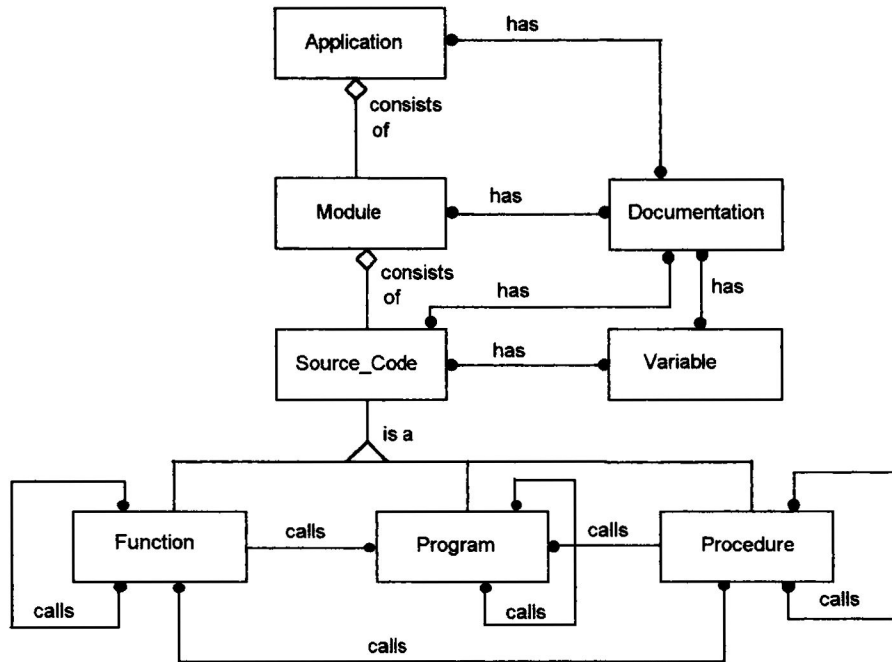 has
Application
consists
of
has
Module
Documentation
consists
of
has
has
has
Source_Code
Variable
is a
calls
calls
Function
Program
Procedure
calls
calls
calls
calls